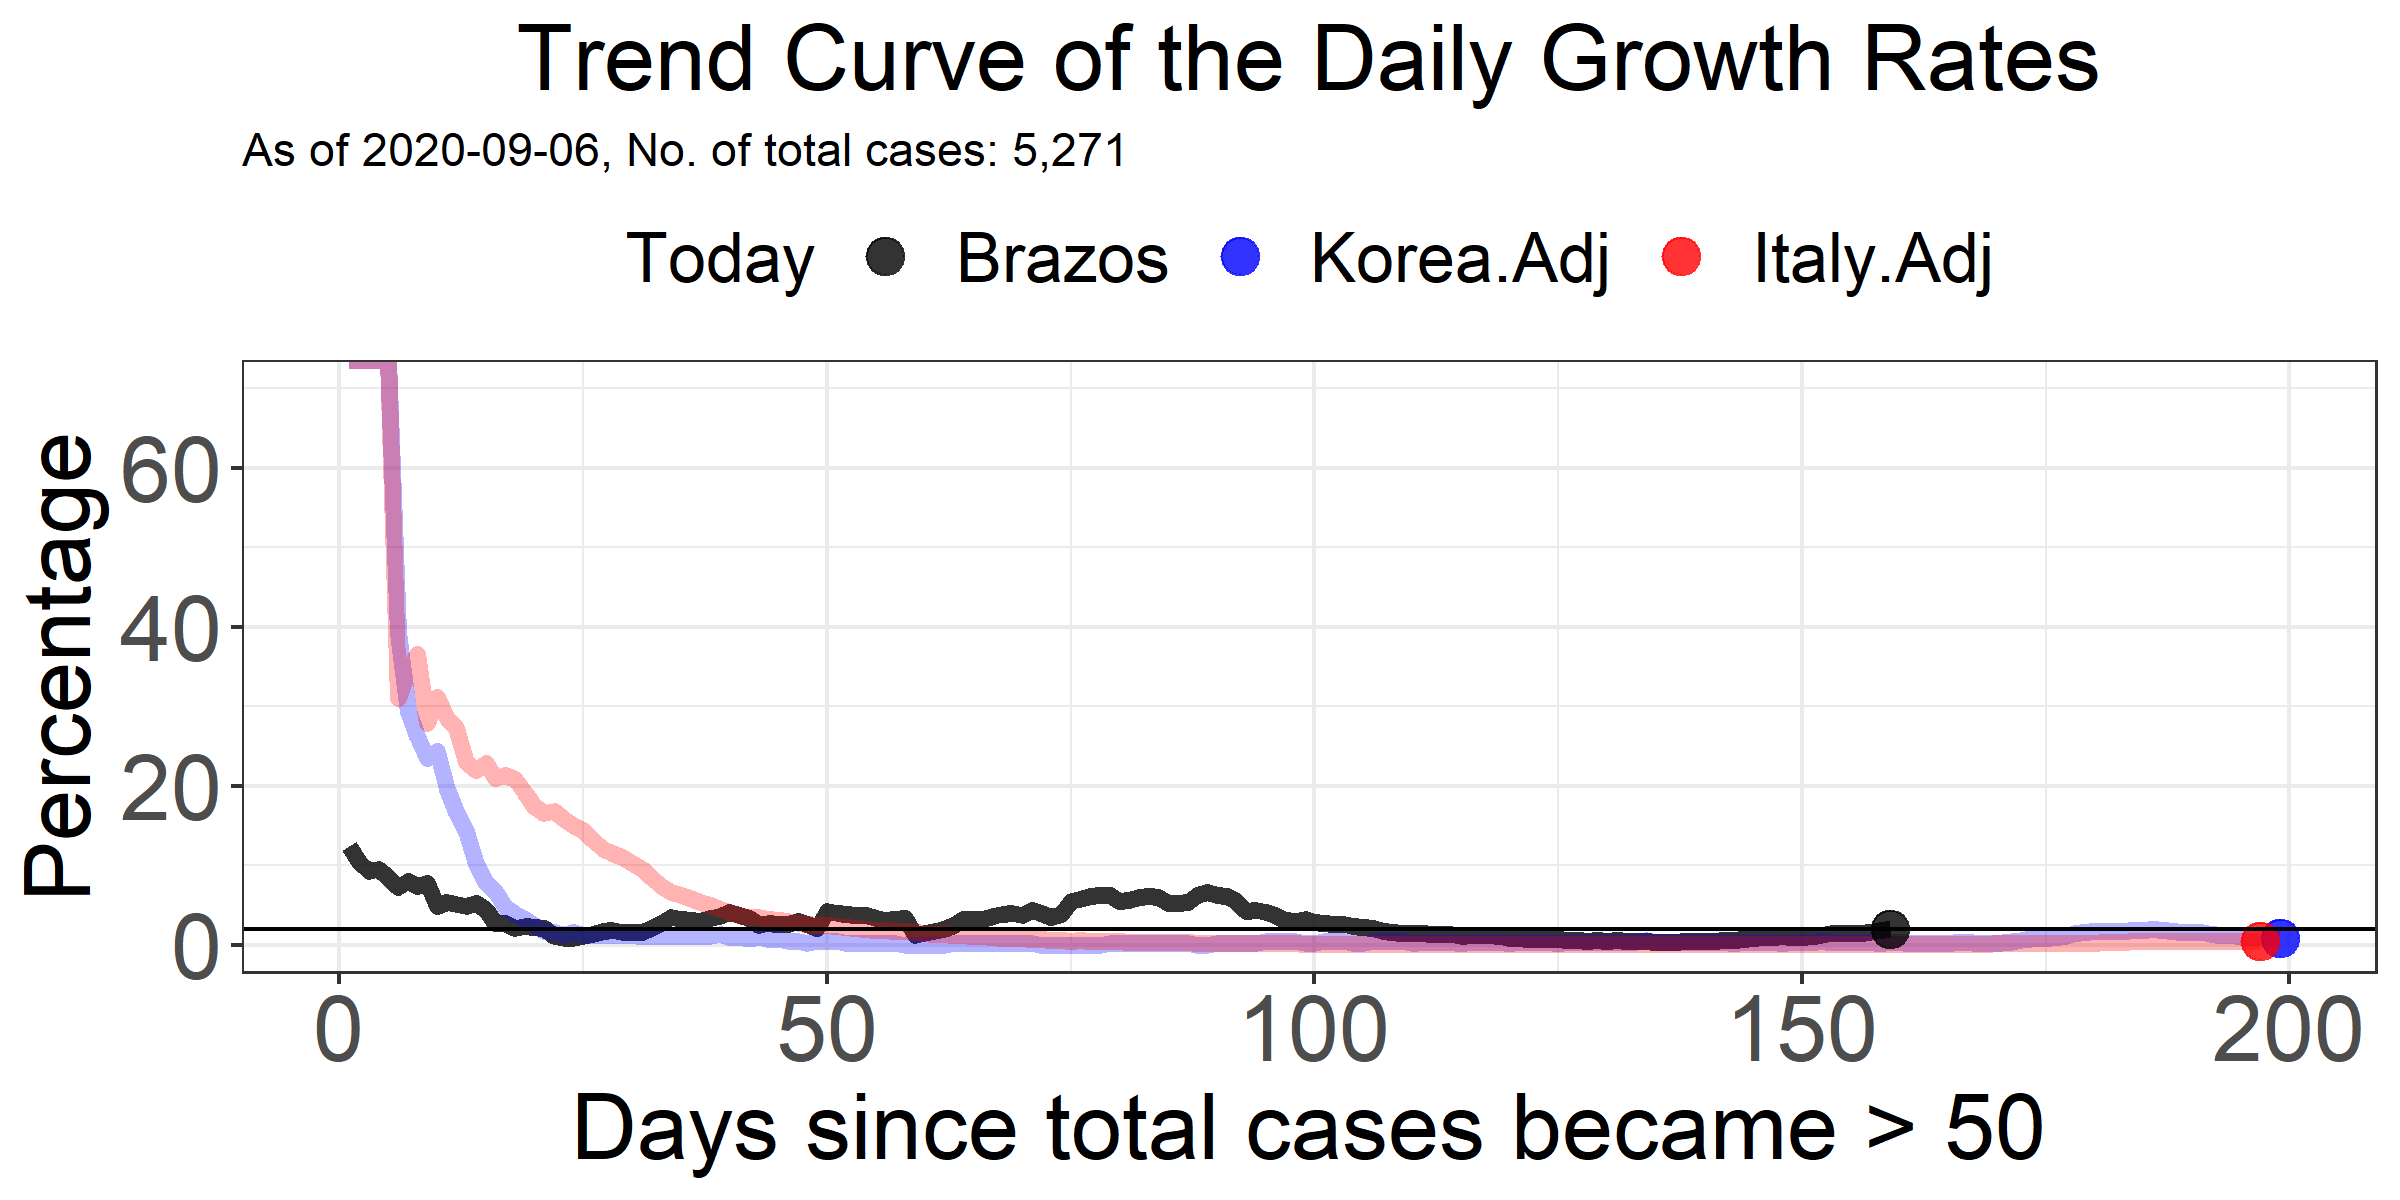 Trend Curve of the Daily Growth Rates
As of 2020-09-06, No. of total cases: 5,271
Today Brazos Korea.Adj Italy.Adj
Percentage
60
40
20
0
0 50 100 150 200
Days since total cases became > 50